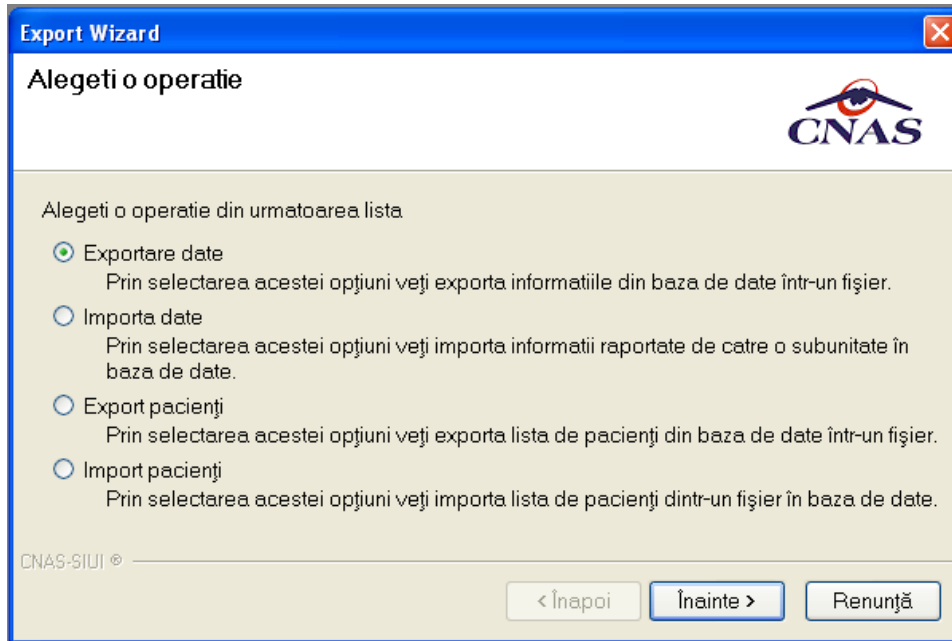 Export Wizard
Alegeti o operatie
CNAS
Alegeti o operatie din urmatoarea lista
Exportare date
Prin selectarea acestei opţiuni veţi exporta informatiile din baza de date într-un fişier.
Importa date
Prin selectarea acestei opţiuni veţi importa informatii raportate de catre o subunitate în
baza de date.
Export pacienţi
Prin selectarea acestei opţiuni veţi exporta lista de pacienţi din baza de date într-un fişier.
Import pacienţi
Prin selectarea acestei opţiuni veţi importa lista de pacienţi dintr-un fişier în baza de date.
CNAS-SIUI ®
< Înapoi Înainte > Renunţă